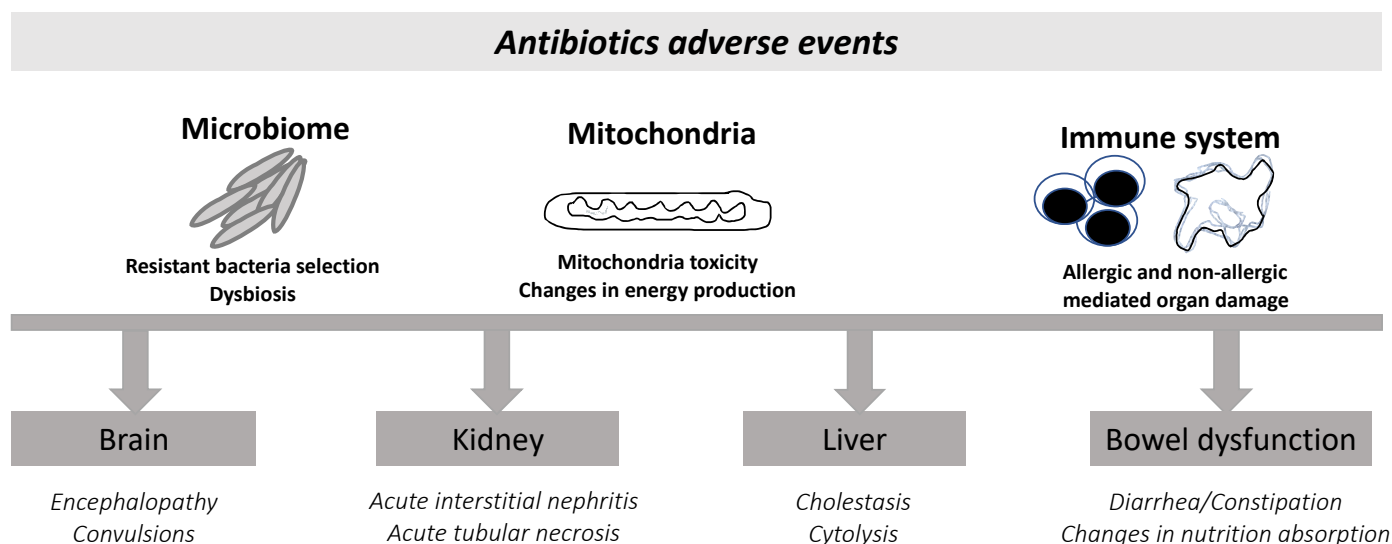 Antibiotics adverse events
Microbiome
Mitochondria
Immune system
Resistant bacteria selection
Dysbiosis
Mitochondria toxicity
Changes in energy production
Allergic and non-allergic
mediated organ damage
Brain
Kidney
Liver
Bowel dysfunction
Encephalopathy
Convulsions
Acute interstitial nephritis
Acute tubular necrosis
Cholestasis
Cytolysis
Diarrhea/Constipation
Changes in nutrition absorption